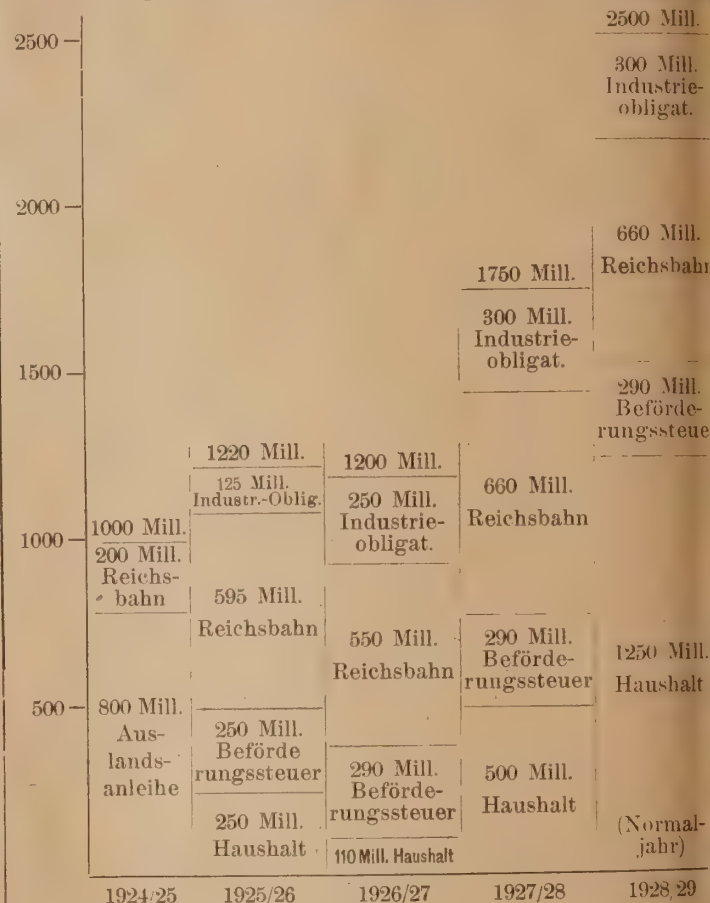 2500
2000
1500
1000
500
1000 Mill.
200 Mill.
Reichs-
bahn
800 Mill.
Aus-
lands-
anleihe
1924/25
1220 Mill.
125 Mill.
Industr.-Oblig.
595 Mill.
Reichsbahn
250 Mill.
Beförde
rungssteuer
250 Mill.
Haushalt
1925/26
1200 Mill.
250 Mill.
Industrie-
obligat.
550 Mill.
Reichsbahn
290 Mill.
Beförde-
rungssteuer
110 Mill. Haushalt
1926/27
1750 Mill.
300 Mill.
Industrie-
obligat.
660 Mill.
Reichsbahn
290 Mill.
Beförde-
rungssteuer
500 Mill.
Haushalt
1927/28
2500 Mill.
300 Mill.
Industrie-
obligat.
660 Mill.
Reichsbahn
290 Mill.
Beförde-
rungssteue
1250 Mill.
Haushalt
(Normal-
jahr)
1928/29